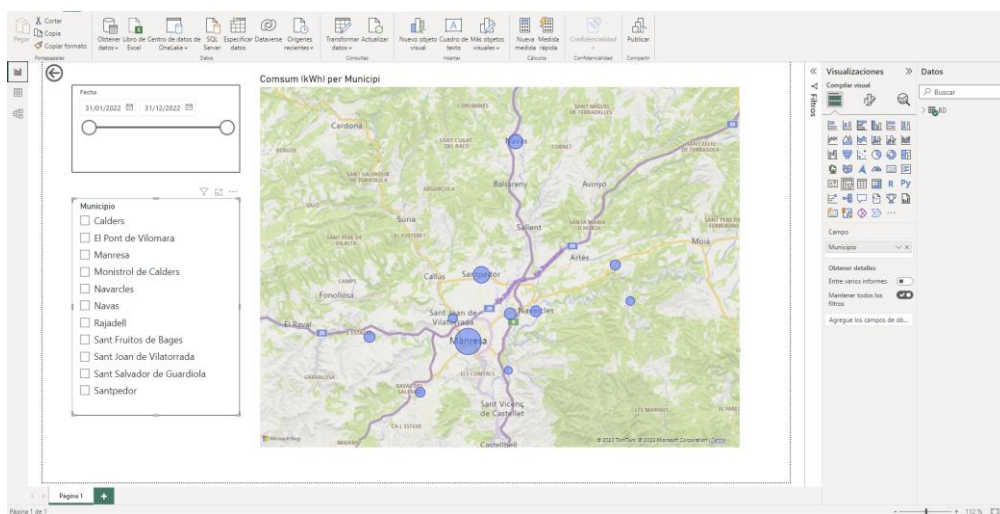 Cortar
Copia
Copiar formato
Pegar
Portapapeles
Obtener datos
Libro de Excel
Centro de datos de OneLake
SQL Server
Especificar datos
Dataverse
Orígenes recientes
Datos
Transformar datos
Actualizar
Consultas
Nuevo objeto visual
Cuadro de texto
Más objetos visuales
Insertar
Nueva medida
Medida rápida
Cálculos
Confidencialidad
Confidencialidad
Publicar
Compartir
Fecha
31/01/2022
31/12/2022
Municipio
Calders
El Pont de Vilomara
Manresa
Monistrol de Calders
Navarcles
Navas
Rajadell
Sant Fruitos de Bages
Sant Joan de Vilatorrada
Sant Salvador de Guardiola
Santpedor
Comsum (kWh) per Municipi
Cardona
Navas
Balsareny
Avinyó
Súria
Sallent
Artés
Moià
Callús
Santpedor
Fonollosa
Sant Joan de Vilatorrada
Navarcles
El Raval
Manresa
Sant Vicenç de Castellet
Castellbell
Microsoft Bing
© 2023 TomTom, © 2023 Microsoft Corporation Terms
Filtros
Visualizaciones
Compilar visual
R
Py
Campo
Municipio
Obtener detalles
Entre varios informes
Mantener todos los filtros
Agregue los campos de ob...
Datos
Buscar
BD
Página 1
Página 1 de 1
112 %